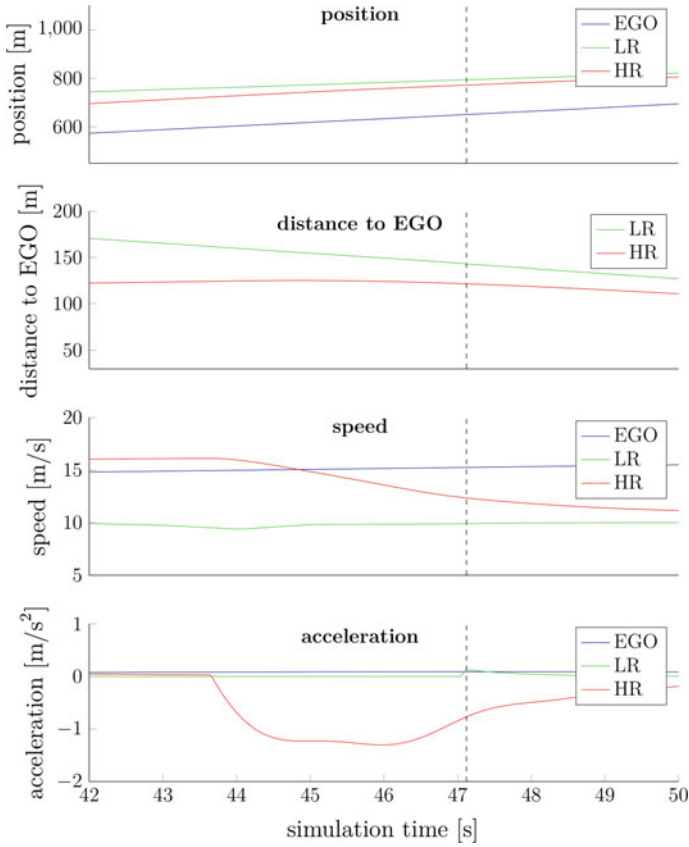 position
1,000
800
600
position [m]
EGO
LR
HR
distance to EGO
200
150
100
50
distance to EGO [m]
LR
HR
speed
20
15
10
5
speed [m/s]
EGO
LR
HR
acceleration
1
0
−1
−2
acceleration [m/s²]
EGO
LR
HR
42 43 44 45 46 47 48 49 50
simulation time [s]